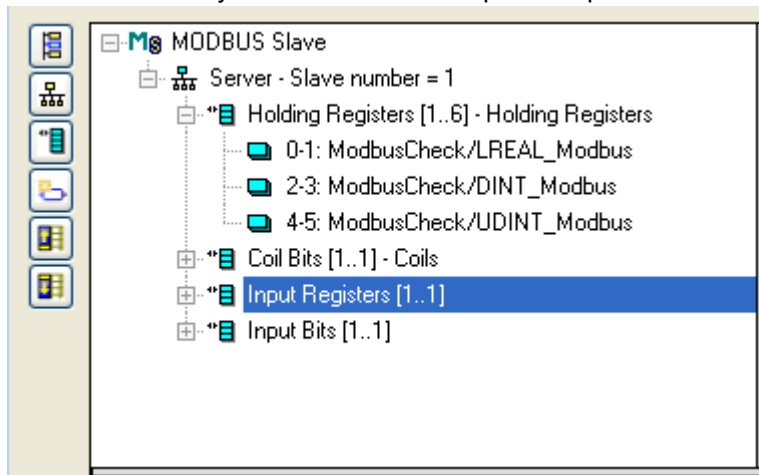 MODBUS Slave
Server - Slave number = 1
Holding Registers [1..6] - Holding Registers
0-1: ModbusCheck/LREAL_Modbus
2-3: ModbusCheck/DINT_Modbus
4-5: ModbusCheck/UDINT_Modbus
Coil Bits [1..1] - Coils
Input Registers [1..1]
Input Bits [1..1]